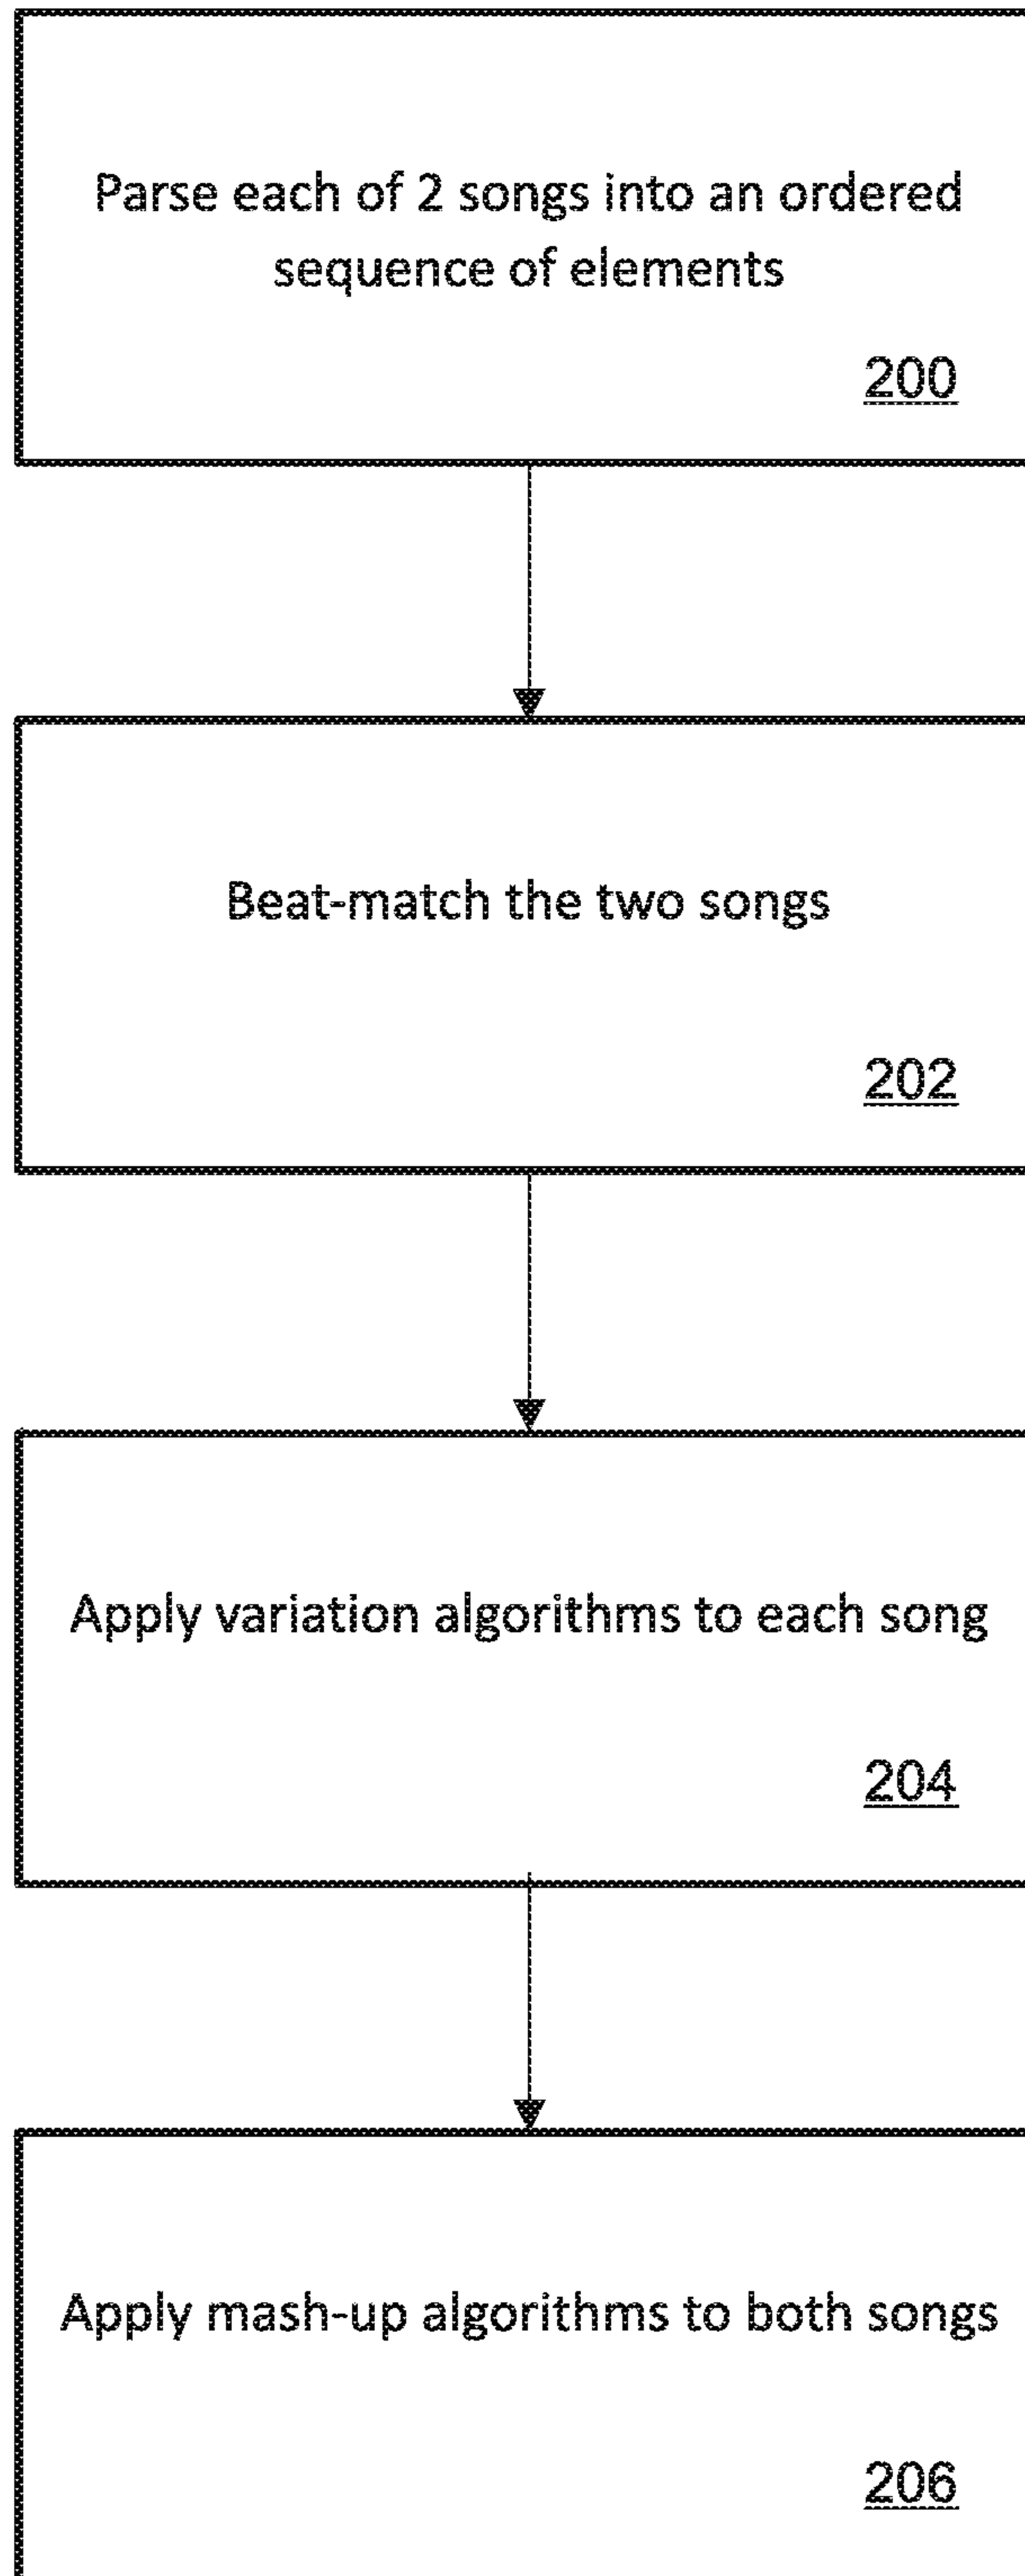 Parse each of 2 songs into an ordered
sequence of elements
200
Beat-match the two songs
202
Apply variation algorithms to each song
204
Apply mash-up algorithms to both songs
206